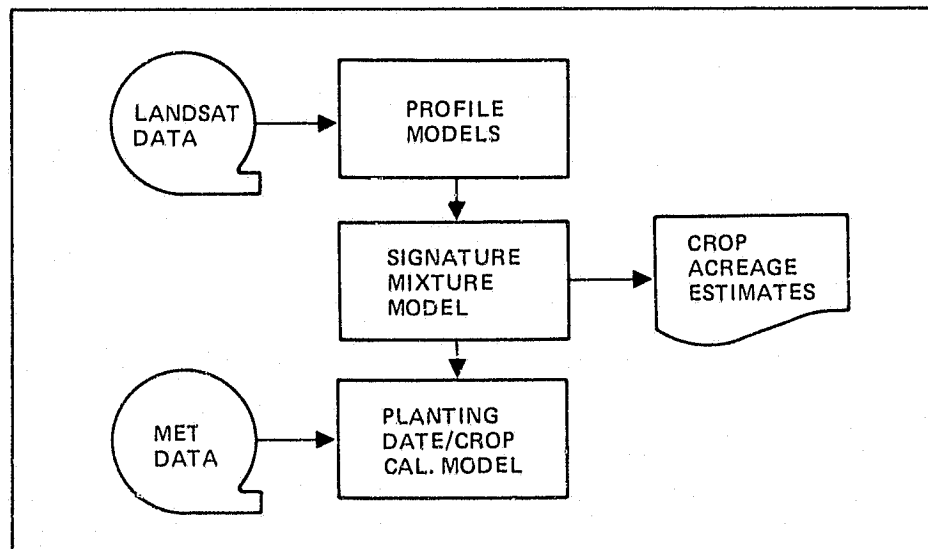 LANDSAT
DATA
PROFILE
MODELS
SIGNATURE
MIXTURE
MODEL
CROP
ACREAGE
ESTIMATES
MET
DATA
PLANTING
DATE/CROP
CAL. MODEL